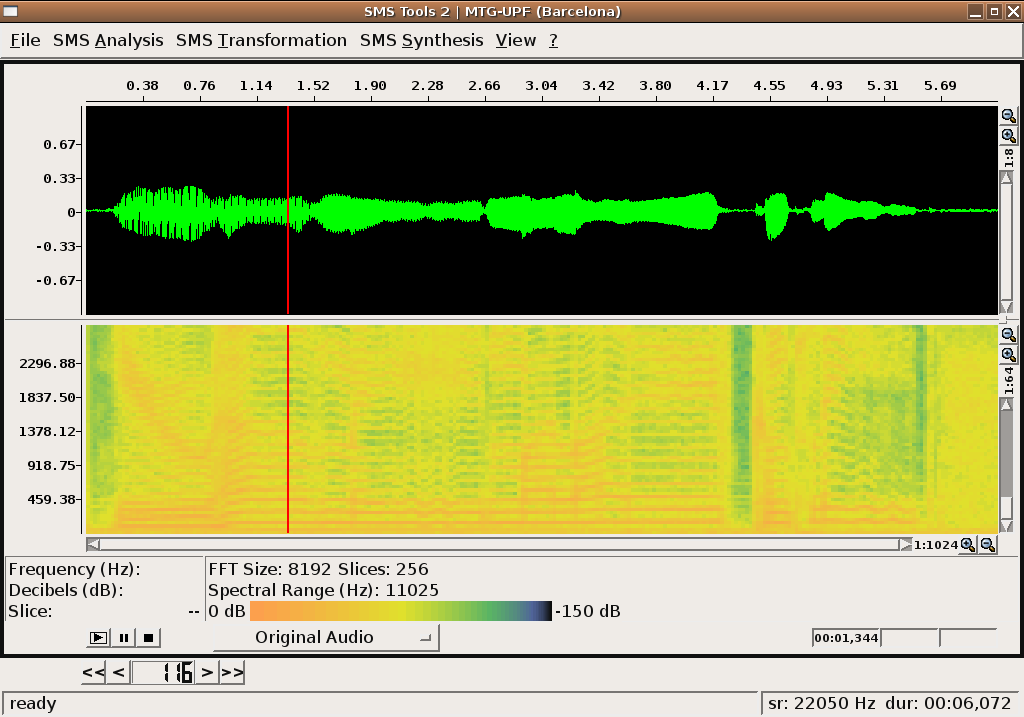 SMS Tools 2 | MTG-UPF (Barcelona)
File SMS Analysis SMS Transformation SMS Synthesis View ?
0.38 0.76 1.14 1.52 1.90 2.28 2.66 3.04 3.42 3.80 4.17 4.55 4.93 5.31 5.69
0.67
0.33
0
-0.33
-0.67
1:8
2296.88
1837.50
1378.12
918.75
459.38
1:64
1:1024
Frequency (Hz):
Decibels (dB):
Slice: --
FFT Size: 8192 Slices: 256
Spectral Range (Hz): 11025
0 dB -150 dB
Original Audio
00:01,344
<< < 116 > >>
ready
sr: 22050 Hz dur: 00:06,072